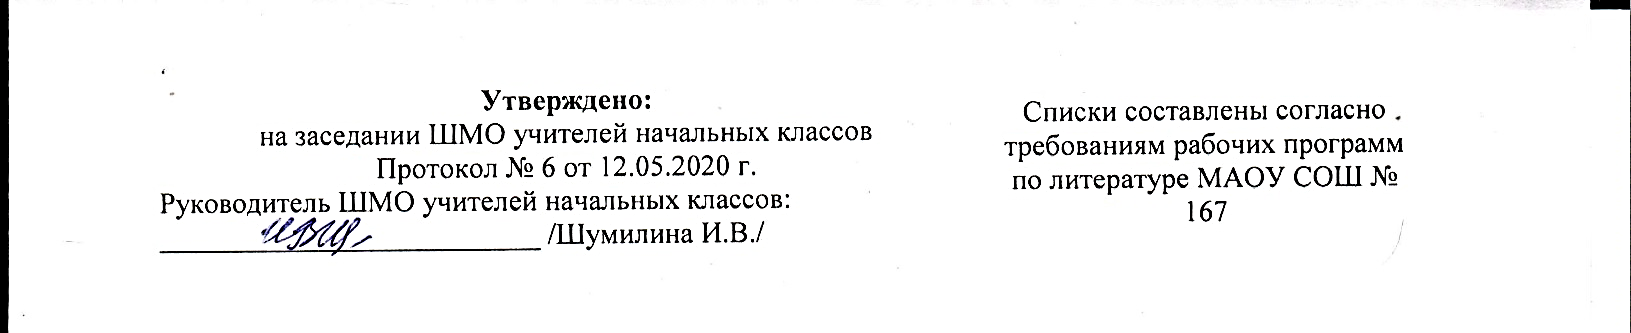 Утверждено:
на заседании ШМО учителей начальных классов
Протокол № 6 от 12.05.2020 г.
Руководитель ШМО учителей начальных классов:
/Шумилина И.В./
Списки составлены согласно
требованиям рабочих программ
по литературе МАОУ СОШ №
167